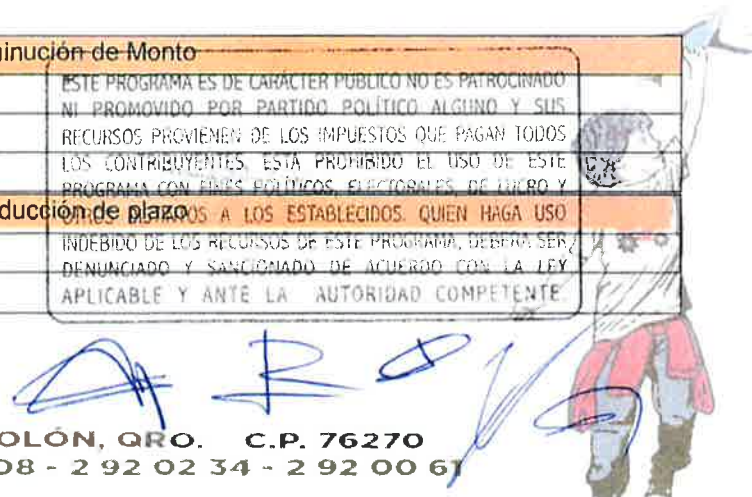 inución de Monto
ESTE PROGRAMA ES DE CARÁCTER PÚBLICO NO ES PATROCINADO
NI PROMOVIDO POR PARTIDO POLÍTICO ALGUNO Y SUS
RECURSOS PROVIENEN DE LOS IMPUESTOS QUE PAGAN TODOS
LOS CONTRIBUYENTES. ESTÁ PROHIBIDO EL USO DE ESTE
PROGRAMA CON FINES POLÍTICOS, ELECTORALES, DE LUCRO Y
ducción de plazo
OTROS DISTINTOS A LOS ESTABLECIDOS. QUIEN HAGA USO
INDEBIDO DE LOS RECURSOS DE ESTE PROGRAMA, DEBERÁ SER
DENUNCIADO Y SANCIONADO DE ACUERDO CON LA LEY
APLICABLE Y ANTE LA AUTORIDAD COMPETENTE.
OLÓN, QRO. C.P. 76270
08 - 2 92 02 34 - 2 92 00 61